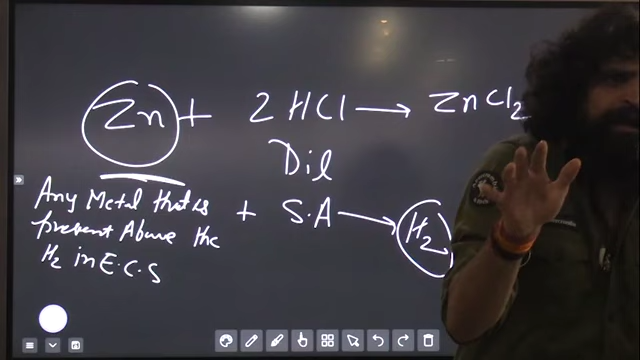 Zn + 2HCl → ZnCl2
Dil
Any Metal that is + S.A → H2
present Above the
H2 in E.C.S